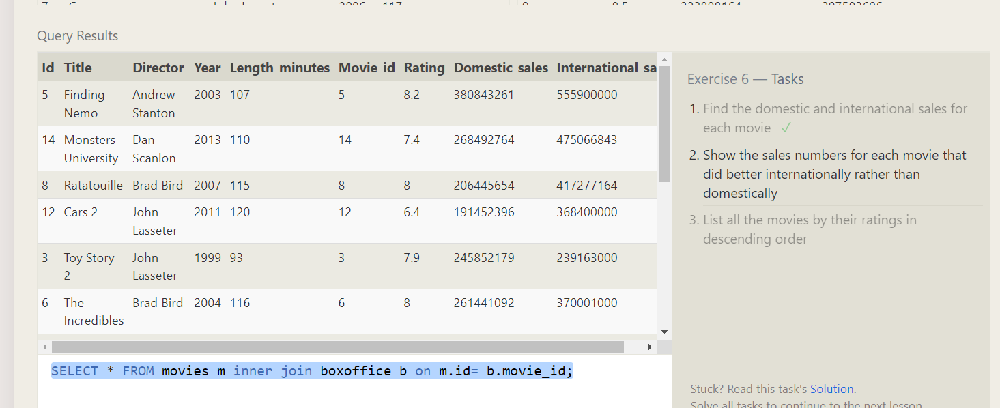 Query Results
Id Title Director Year Length_minutes Movie_id Rating Domestic_sales International_sa
5 Finding Andrew 2003 107 5 8.2 380843261 555900000
Nemo Stanton
14 Monsters Dan 2013 110 14 7.4 268492764 475066843
University Scanlon
8 Ratatouille Brad Bird 2007 115 8 8 206445654 417277164
12 Cars 2 John 2011 120 12 6.4 191452396 368400000
Lasseter
3 Toy Story John 1999 93 3 7.9 245852179 239163000
2 Lasseter
6 The Brad Bird 2004 116 6 8 261441092 370001000
Incredibles
SELECT * FROM movies m inner join boxoffice b on m.id= b.movie_id;
Exercise 6 — Tasks
1. Find the domestic and international sales for
each movie ✓
2. Show the sales numbers for each movie that
did better internationally rather than
domestically
3. List all the movies by their ratings in
descending order
Stuck? Read this task's Solution.
Solve all tasks to continue to the next lesson.